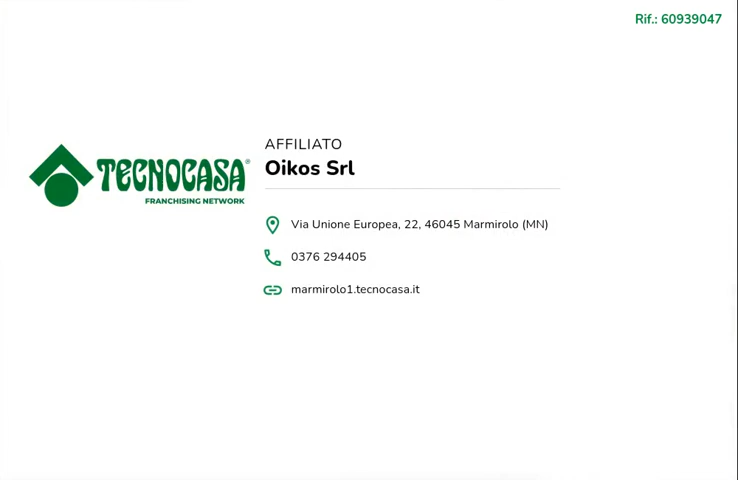 Rif.: 60939047
AFFILIATO
Oikos Srl
TECNOCASA®
FRANCHISING NETWORK
Via Unione Europea, 22, 46045 Marmirolo (MN)
0376 294405
marmirolo1.tecnocasa.it